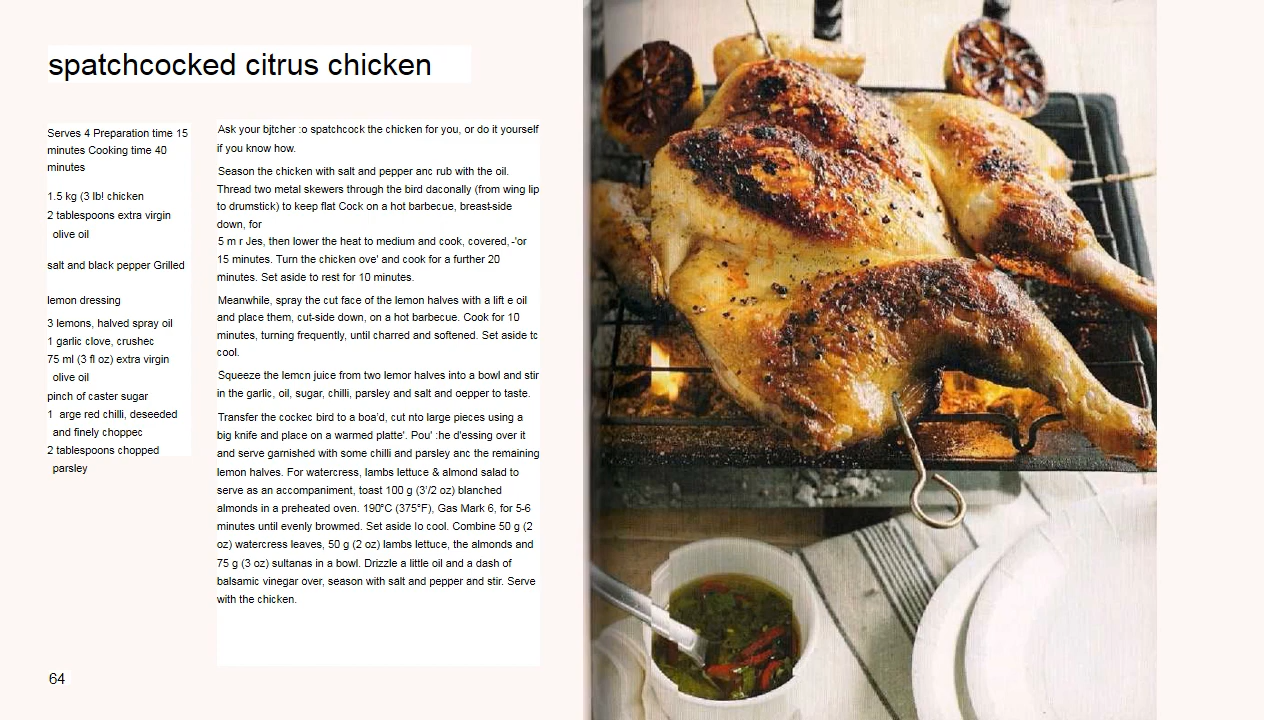 spatchcocked citrus chicken
Serves 4 Preparation time 15
minutes Cooking time 40
minutes
1.5 kg (3 lb! chicken
2 tablespoons extra virgin
olive oil
salt and black pepper Grilled
lemon dressing
3 lemons, halved spray oil
1 garlic clove, crushec
75 ml (3 fl oz) extra virgin
olive oil
pinch of caster sugar
1 arge red chilli, deseeded
and finely choppec
2 tablespoons chopped
parsley
Ask your bjtcher :o spatchcock the chicken for you, or do it yourself
if you know how.
Season the chicken with salt and pepper anc rub with the oil.
Thread two metal skewers through the bird daconally (from wing lip
to drumstick) to keep flat Cock on a hot barbecue, breast-side
down, for
5 m r Jes, then lower the heat to medium and cook, covered, -'or
15 minutes. Turn the chicken ove' and cook for a further 20
minutes. Set aside to rest for 10 minutes.
Meanwhile, spray the cut face of the lemon halves with a lift e oil
and place them, cut-side down, on a hot barbecue. Cook for 10
minutes, turning frequently, until charred and softened. Set aside tc
cool.
Squeeze the lemcn juice from two lemor halves into a bowl and stir
in the garlic, oil, sugar, chilli, parsley and salt and oepper to taste.
Transfer the cockec bird to a boa'd, cut nto large pieces using a
big knife and place on a warmed platte'. Pou' :he d'essing over it
and serve garnished with some chilli and parsley anc the remaining
lemon halves. For watercress, lambs lettuce & almond salad to
serve as an accompaniment, toast 100 g (3'/2 oz) blanched
almonds in a preheated oven. 190°C (375°F), Gas Mark 6, for 5-6
minutes until evenly browmed. Set aside lo cool. Combine 50 g (2
oz) watercress leaves, 50 g (2 oz) lambs lettuce, the almonds and
75 g (3 oz) sultanas in a bowl. Drizzle a little oil and a dash of
balsamic vinegar over, season with salt and pepper and stir. Serve
with the chicken.
64